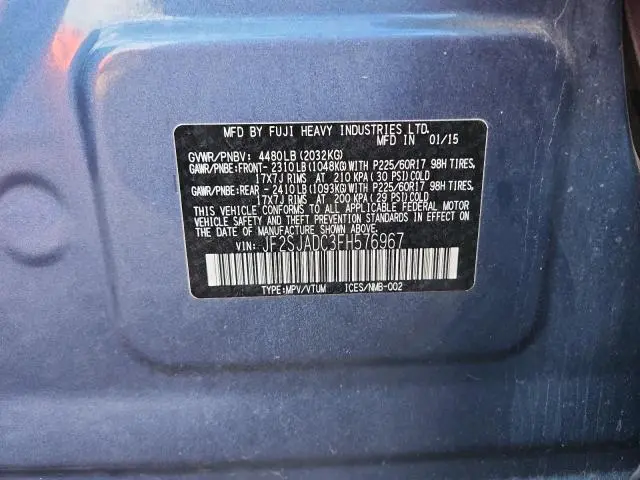 MFD BY FUJI HEAVY INDUSTRIES LTD.
MFD IN 01/15
GVWR/PNBV: 4480LB(2032KG)
GAWR/PNBE:FRONT- 2310LB(1048KG)WITH P225/60R17 98H TIRES,
17X7J RIMS AT 210 KPA(30 PSI)COLD
GAWR/PNBE:REAR - 2410LB(1093KG)WITH P225/60R17 98H TIRES,
17X7J RIMS AT 200 KPA(29 PSI)COLD
THIS VEHICLE CONFORMS TO ALL APPLICABLE FEDERAL MOTOR
VEHICLE SAFETY, BUMPER, AND THEFT PREVENTION STANDARDS IN EFFECT
ON THE DATE OF MANUFACTURE SHOWN ABOVE.
VIN: JF2SJADC3FH576967
TYPE:MPV/VTUM ICES/NMB-002